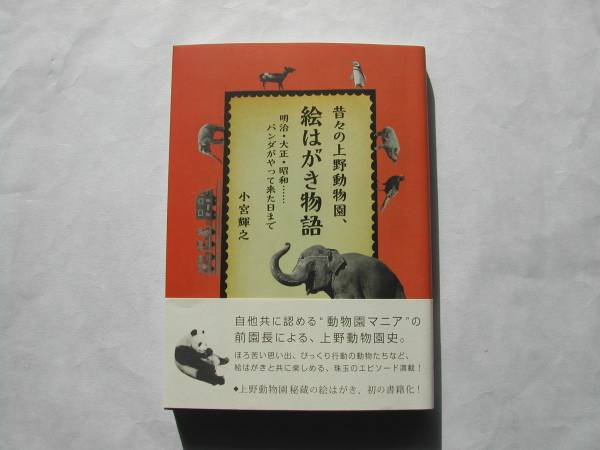 昔々の上野動物園、
絵はがき物語
明治・大正・昭和……
パンダがやって来た日まで
小宮輝之
自他共に認める“動物園マニア”の
前園長による、上野動物園史。
ほろ苦い思い出、びっくり行動の動物たちなど、
絵はがきと共に楽しめる、珠玉のエピソード満載！
◆上野動物園秘蔵の絵はがき、初の書籍化！